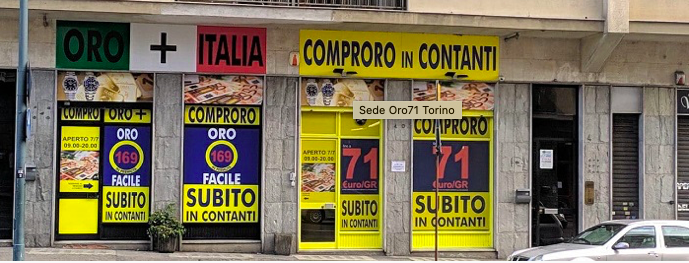 ORO + ITALIA
COMPRORO IN CONTANTI
Sede Oro71 Torino
COMPRO
APERTO 7/7
09.00-20.00
ORO +
ORO
169
FACILE
SUBITO
IN CONTANTI
COMPRORO
ORO
169
FACILE
SUBITO
IN CONTANTI
APERTO 7/7
09.00-20.00
71
Euro/GR
SUBITO
IN CONTANTI
COMPRORO
71
Euro/GR
SUBITO
IN CONTANTI